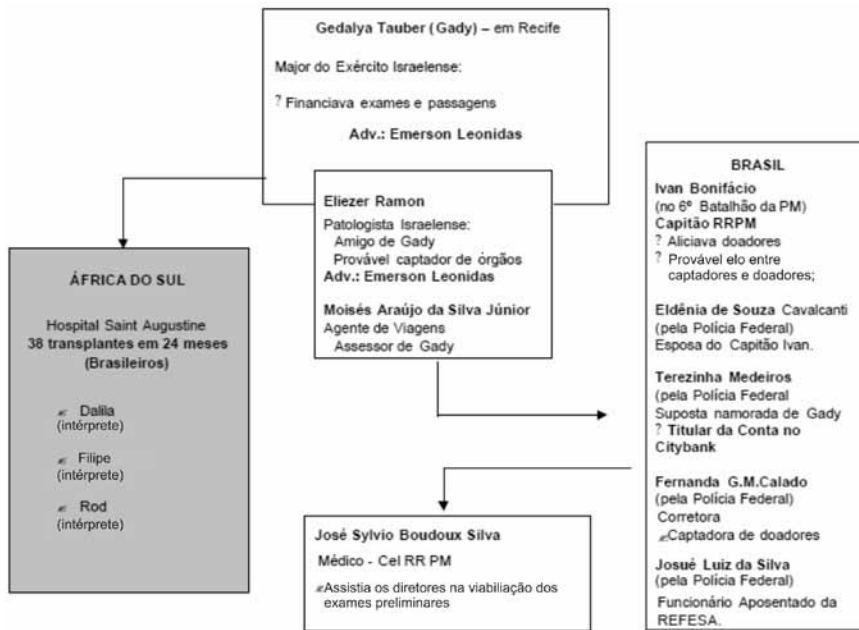 Gedalya Tauber (Gady) – em Recife
Major do Exército Israelense:
? Financiava exames e passagens
Adv.: Emerson Leonidas
Eliezer Ramon
Patologista Israelense:
Amigo de Gady
Provável captador de órgãos
Adv.: Emerson Leonidas
Moisés Araújo da Silva Júnior
Agente de Viagens
Assessor de Gady
ÁFRICA DO SUL
Hospital Saint Augustine
38 transplantes em 24 meses
(Brasileiros)
Dalila
(intérprete)
Filipe
(intérprete)
Rod
(intérprete)
BRASIL
Ivan Bonifácio
(no 6º Batalhão da PM)
Capitão RRPM
? Aliciava doadores
? Provável elo entre
captadores e doadores;
Eldênia de Souza Cavalcanti
(pela Polícia Federal)
Esposa do Capitão Ivan.
Terezinha Medeiros
(pela Polícia Federal
Suposta namorada de Gady
? Titular da Conta no
Citybank
Fernanda G.M.Calado
(pela Polícia Federal)
Corretora
Captadora de doadores
Josué Luiz da Silva
(pela Polícia Federal)
Funcionário Aposentado da
REFESA.
José Sylvio Boudoux Silva
Médico - Cel RR PM
Assistia os diretores na viabiliação dos
exames preliminares